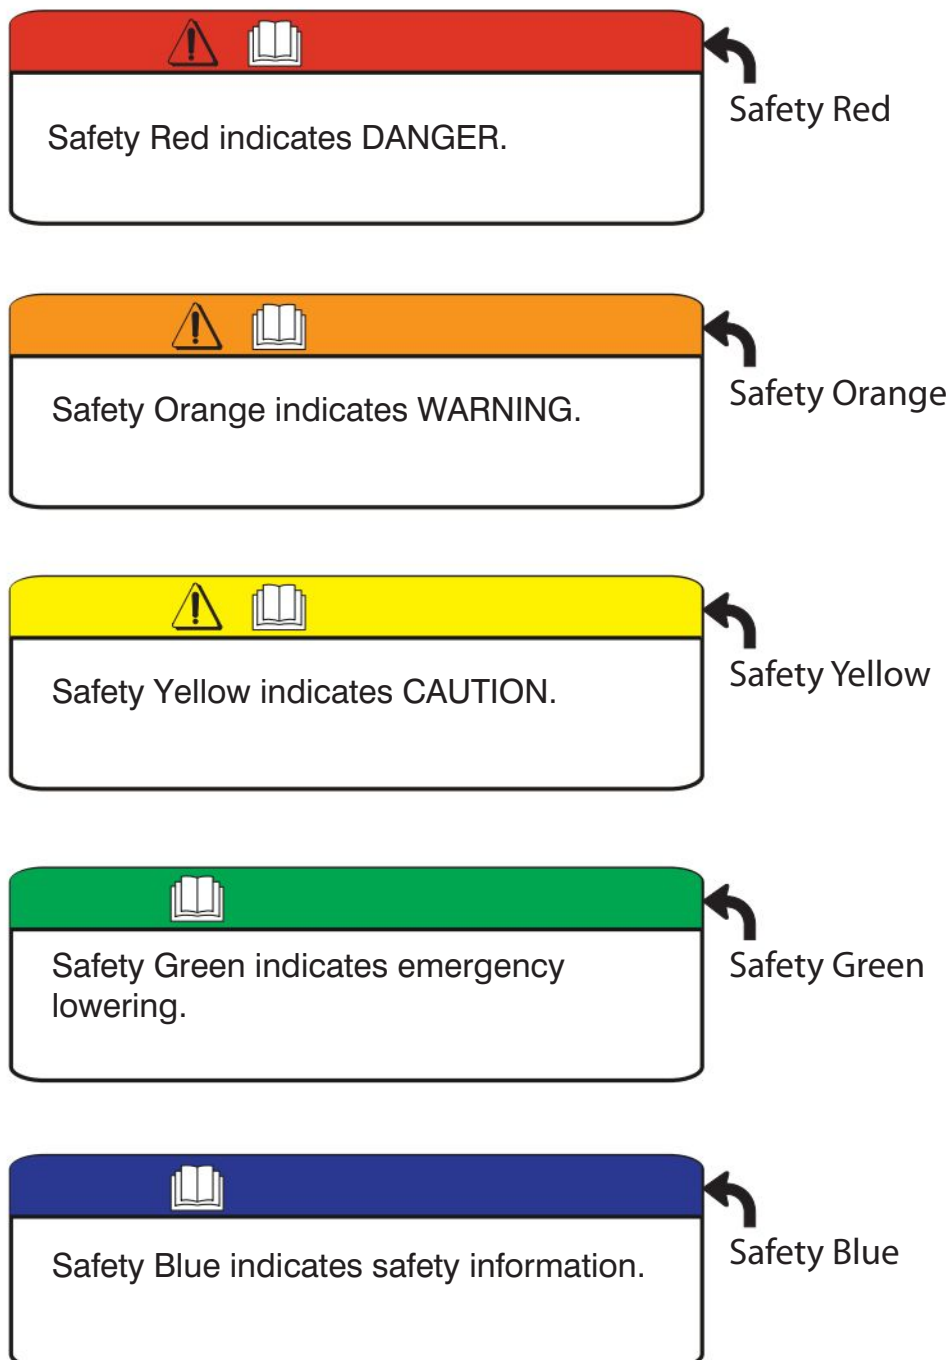 Safety Red
Safety Red indicates DANGER.
Safety Orange
Safety Orange indicates WARNING.
Safety Yellow
Safety Yellow indicates CAUTION.
Safety Green indicates emergency
lowering.
Safety Green
Safety Blue
Safety Blue indicates safety information.